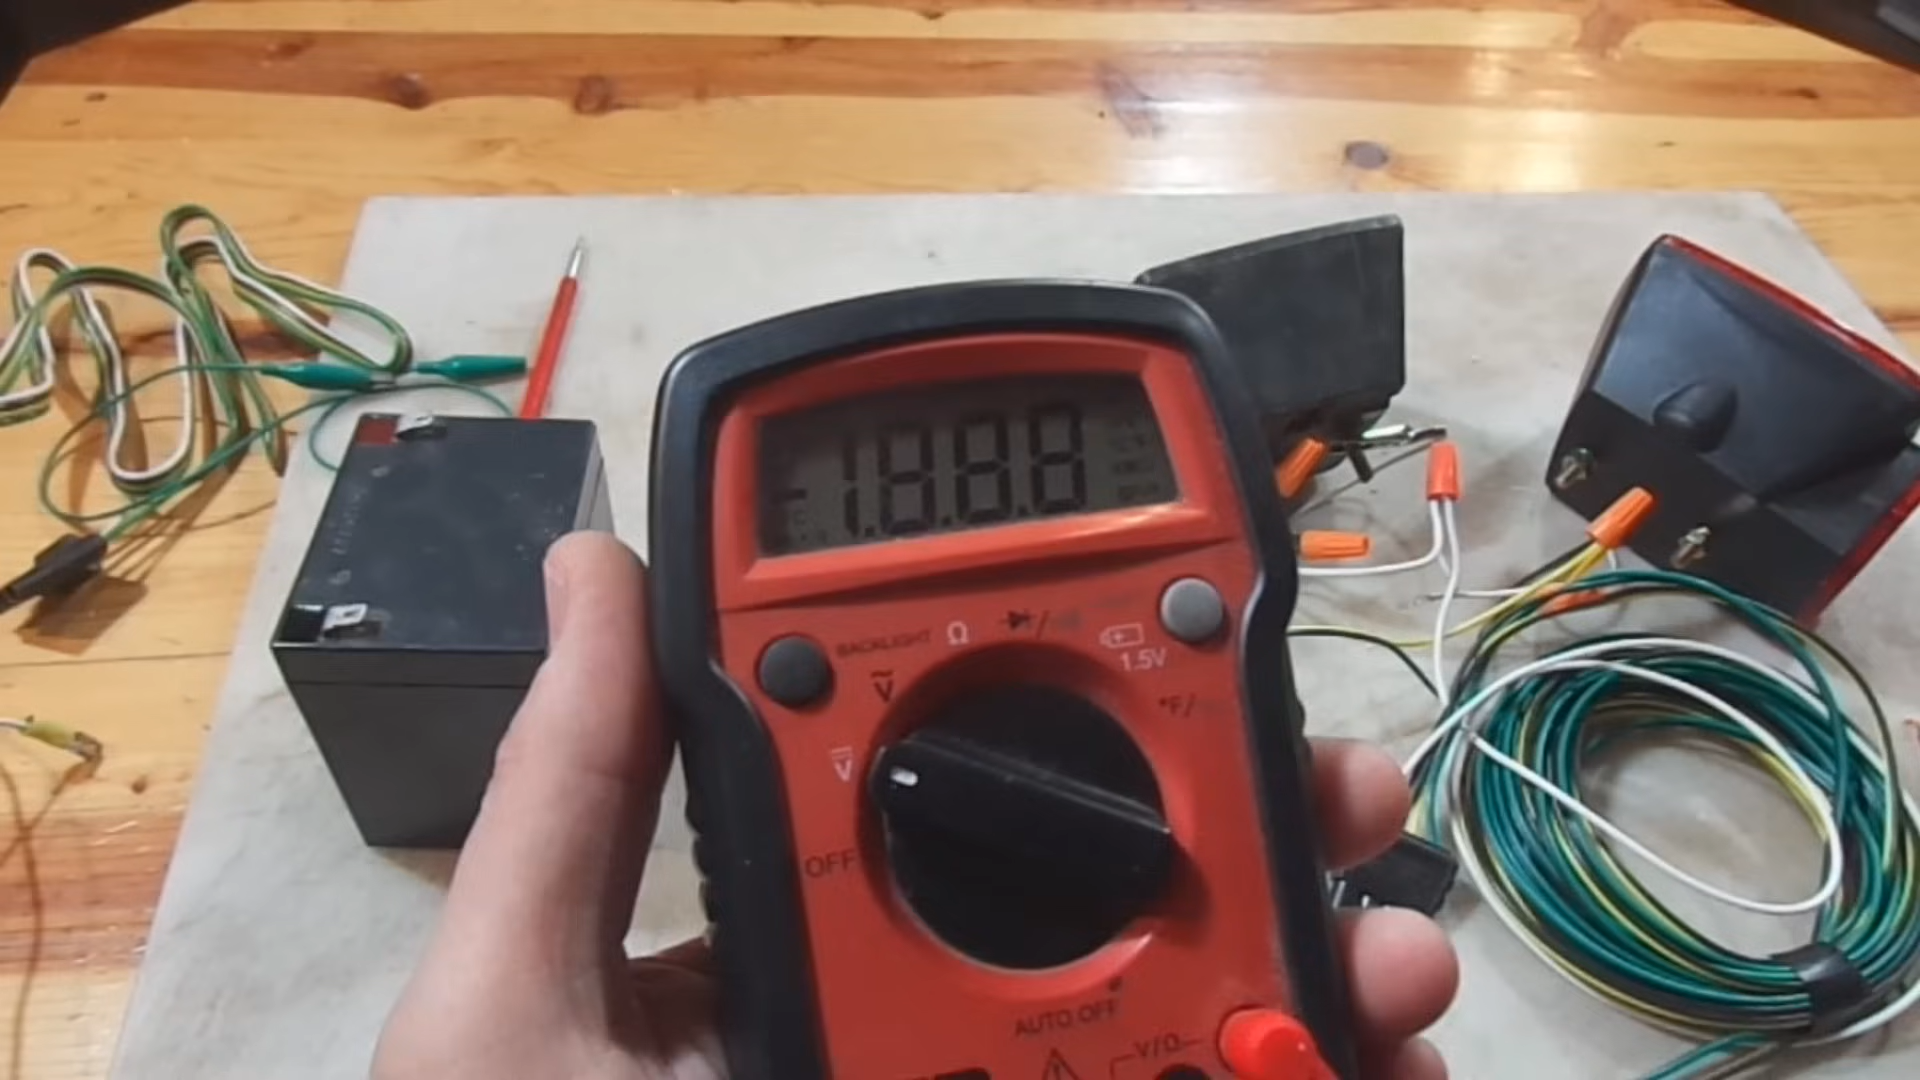 -1.8.8.8
BACKLIGHT
Ω
1.5V
V
°F/
V
OFF
AUTO OFF
V/Ω